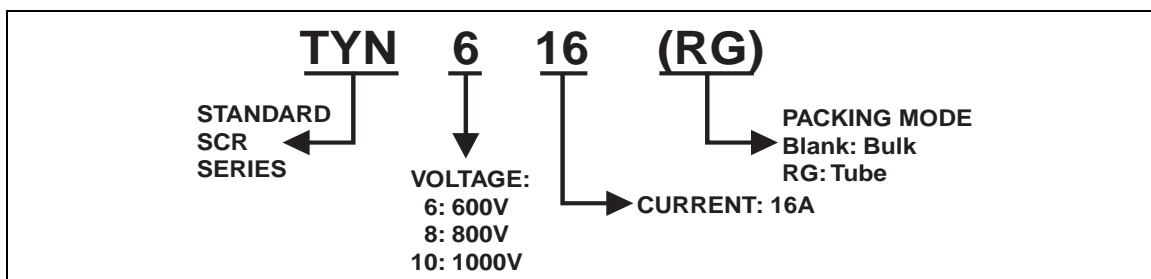 TYN 6 16 (RG)
STANDARD
SCR
SERIES
VOLTAGE:
6: 600V
8: 800V
10: 1000V
CURRENT: 16A
PACKING MODE
Blank: Bulk
RG: Tube